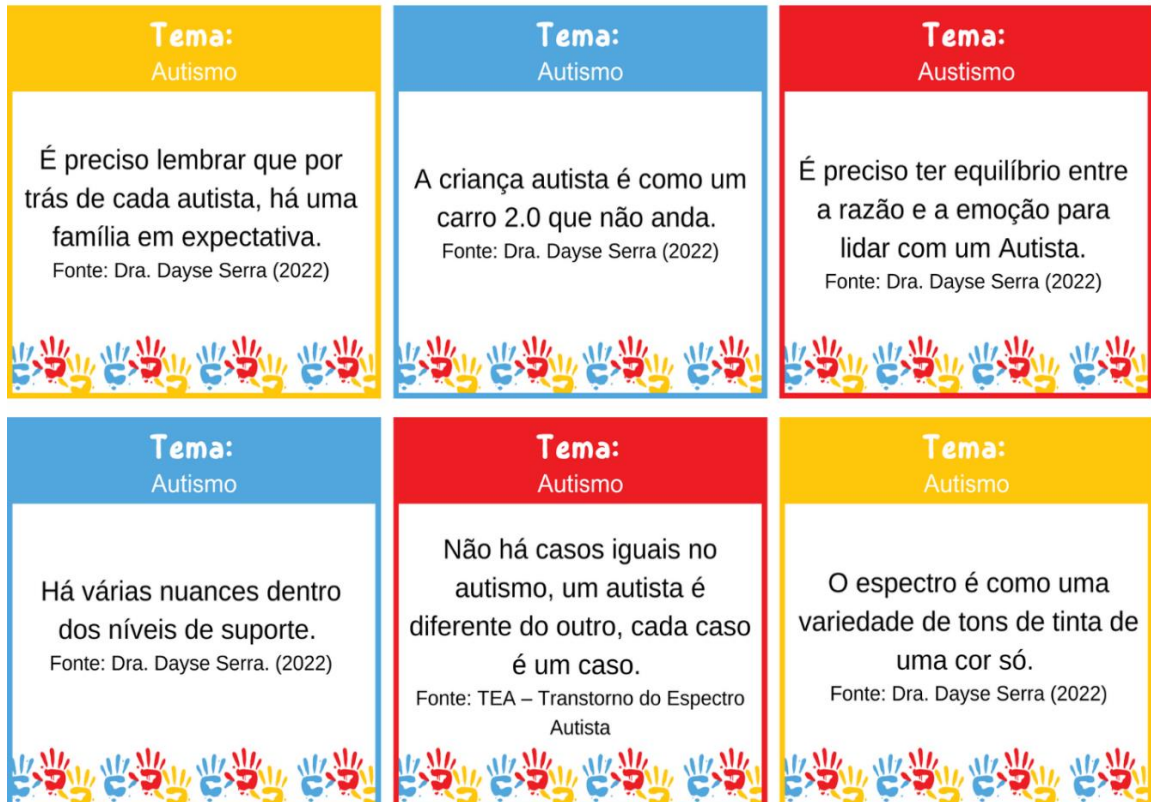 Tema:
Autismo
É preciso lembrar que por
trás de cada autista, há uma
família em expectativa.
Fonte: Dra. Dayse Serra (2022)
Tema:
Autismo
A criança autista é como um
carro 2.0 que não anda.
Fonte: Dra. Dayse Serra (2022)
Tema:
Austismo
É preciso ter equilíbrio entre
a razão e a emoção para
lidar com um Autista.
Fonte: Dra. Dayse Serra (2022)
Tema:
Autismo
Há várias nuances dentro
dos níveis de suporte.
Fonte: Dra. Dayse Serra. (2022)
Tema:
Autismo
Não há casos iguais no
autismo, um autista é
diferente do outro, cada caso
é um caso.
Fonte: TEA – Transtorno do Espectro
Autista
Tema:
Autismo
O espectro é como uma
variedade de tons de tinta de
uma cor só.
Fonte: Dra. Dayse Serra (2022)